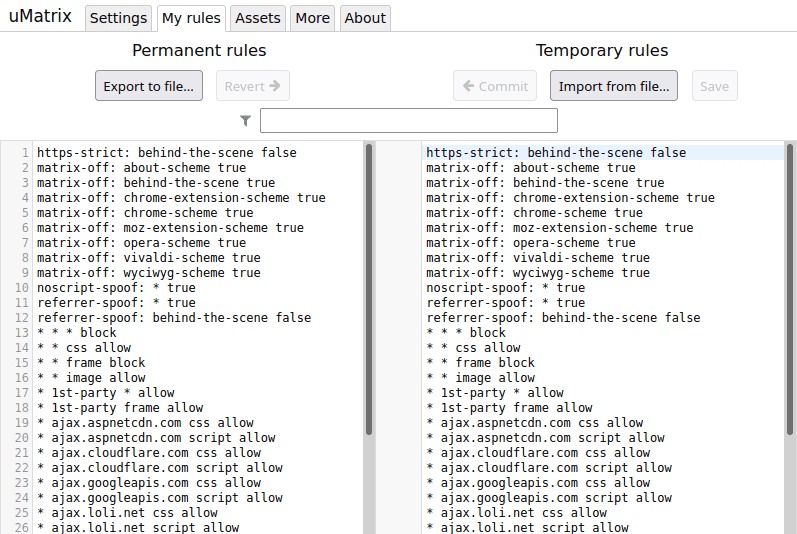 uMatrix Settings My rules Assets More About
Permanent rules Temporary rules
Export to file... Revert Commit Import from file... Save
1 https-strict: behind-the-scene false
2 matrix-off: about-scheme true
3 matrix-off: behind-the-scene true
4 matrix-off: chrome-extension-scheme true
5 matrix-off: chrome-scheme true
6 matrix-off: moz-extension-scheme true
7 matrix-off: opera-scheme true
8 matrix-off: vivaldi-scheme true
9 matrix-off: wyciwyg-scheme true
10 noscript-spoof: * true
11 referrer-spoof: * true
12 referrer-spoof: behind-the-scene false
13 * * * block
14 * * css allow
15 * * frame block
16 * * image allow
17 * 1st-party * allow
18 * 1st-party frame allow
19 * ajax.aspnetcdn.com css allow
20 * ajax.aspnetcdn.com script allow
21 * ajax.cloudflare.com css allow
22 * ajax.cloudflare.com script allow
23 * ajax.googleapis.com css allow
24 * ajax.googleapis.com script allow
25 * ajax.loli.net css allow
26 * ajax.loli.net script allow
https-strict: behind-the-scene false
matrix-off: about-scheme true
matrix-off: behind-the-scene true
matrix-off: chrome-extension-scheme true
matrix-off: chrome-scheme true
matrix-off: moz-extension-scheme true
matrix-off: opera-scheme true
matrix-off: vivaldi-scheme true
matrix-off: wyciwyg-scheme true
noscript-spoof: * true
referrer-spoof: * true
referrer-spoof: behind-the-scene false
* * * block
* * css allow
* * frame block
* * image allow
* 1st-party * allow
* 1st-party frame allow
* ajax.aspnetcdn.com css allow
* ajax.aspnetcdn.com script allow
* ajax.cloudflare.com css allow
* ajax.cloudflare.com script allow
* ajax.googleapis.com css allow
* ajax.googleapis.com script allow
* ajax.loli.net css allow
* ajax.loli.net script allow